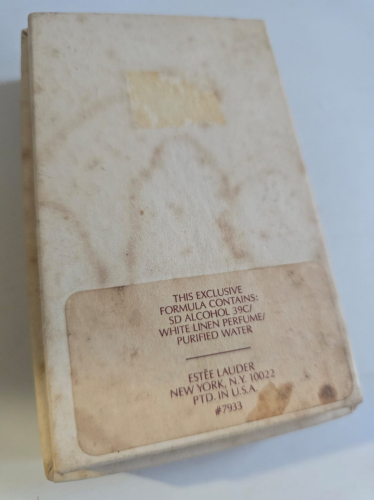 THIS EXCLUSIVE
FORMULA CONTAINS:
SD ALCOHOL 39C/
WHITE LINEN PERFUME/
PURIFIED WATER
ESTĒE LAUDER
NEW YORK, N.Y. 10022
PTD. IN U.S.A.
#7933